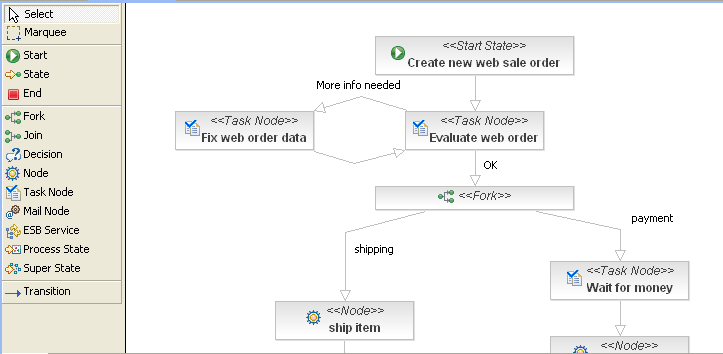 Select
Marquee
Start
State
End
Fork
Join
Decision
Node
Task Node
Mail Node
ESB Service
Process State
Super State
Transition
<<Start State>>
Create new web sale order
More info needed
<<Task Node>>
Fix web order data
<<Task Node>>
Evaluate web order
OK
<<Fork>>
payment
shipping
<<Task Node>>
Wait for money
<<Node>>
ship item
<<Node>>